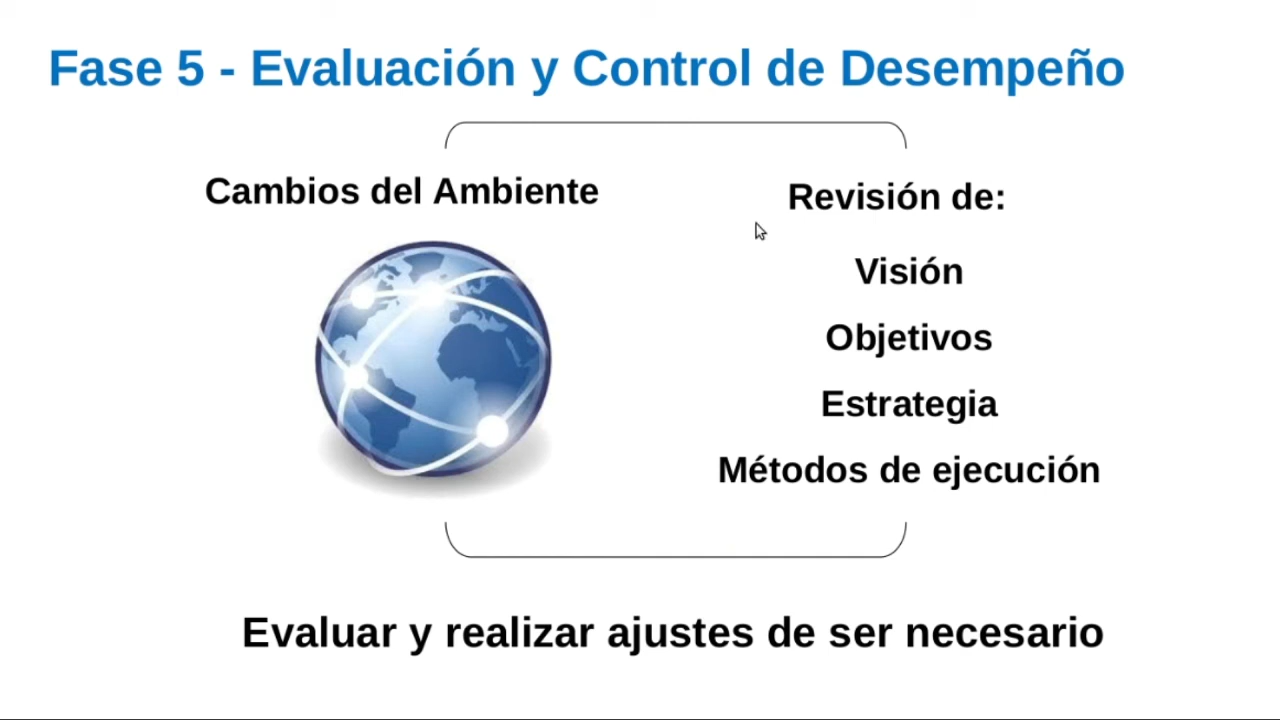 Fase 5 - Evaluación y Control de Desempeño
Cambios del Ambiente
Revisión de:
Visión
Objetivos
Estrategia
Métodos de ejecución
Evaluar y realizar ajustes de ser necesario